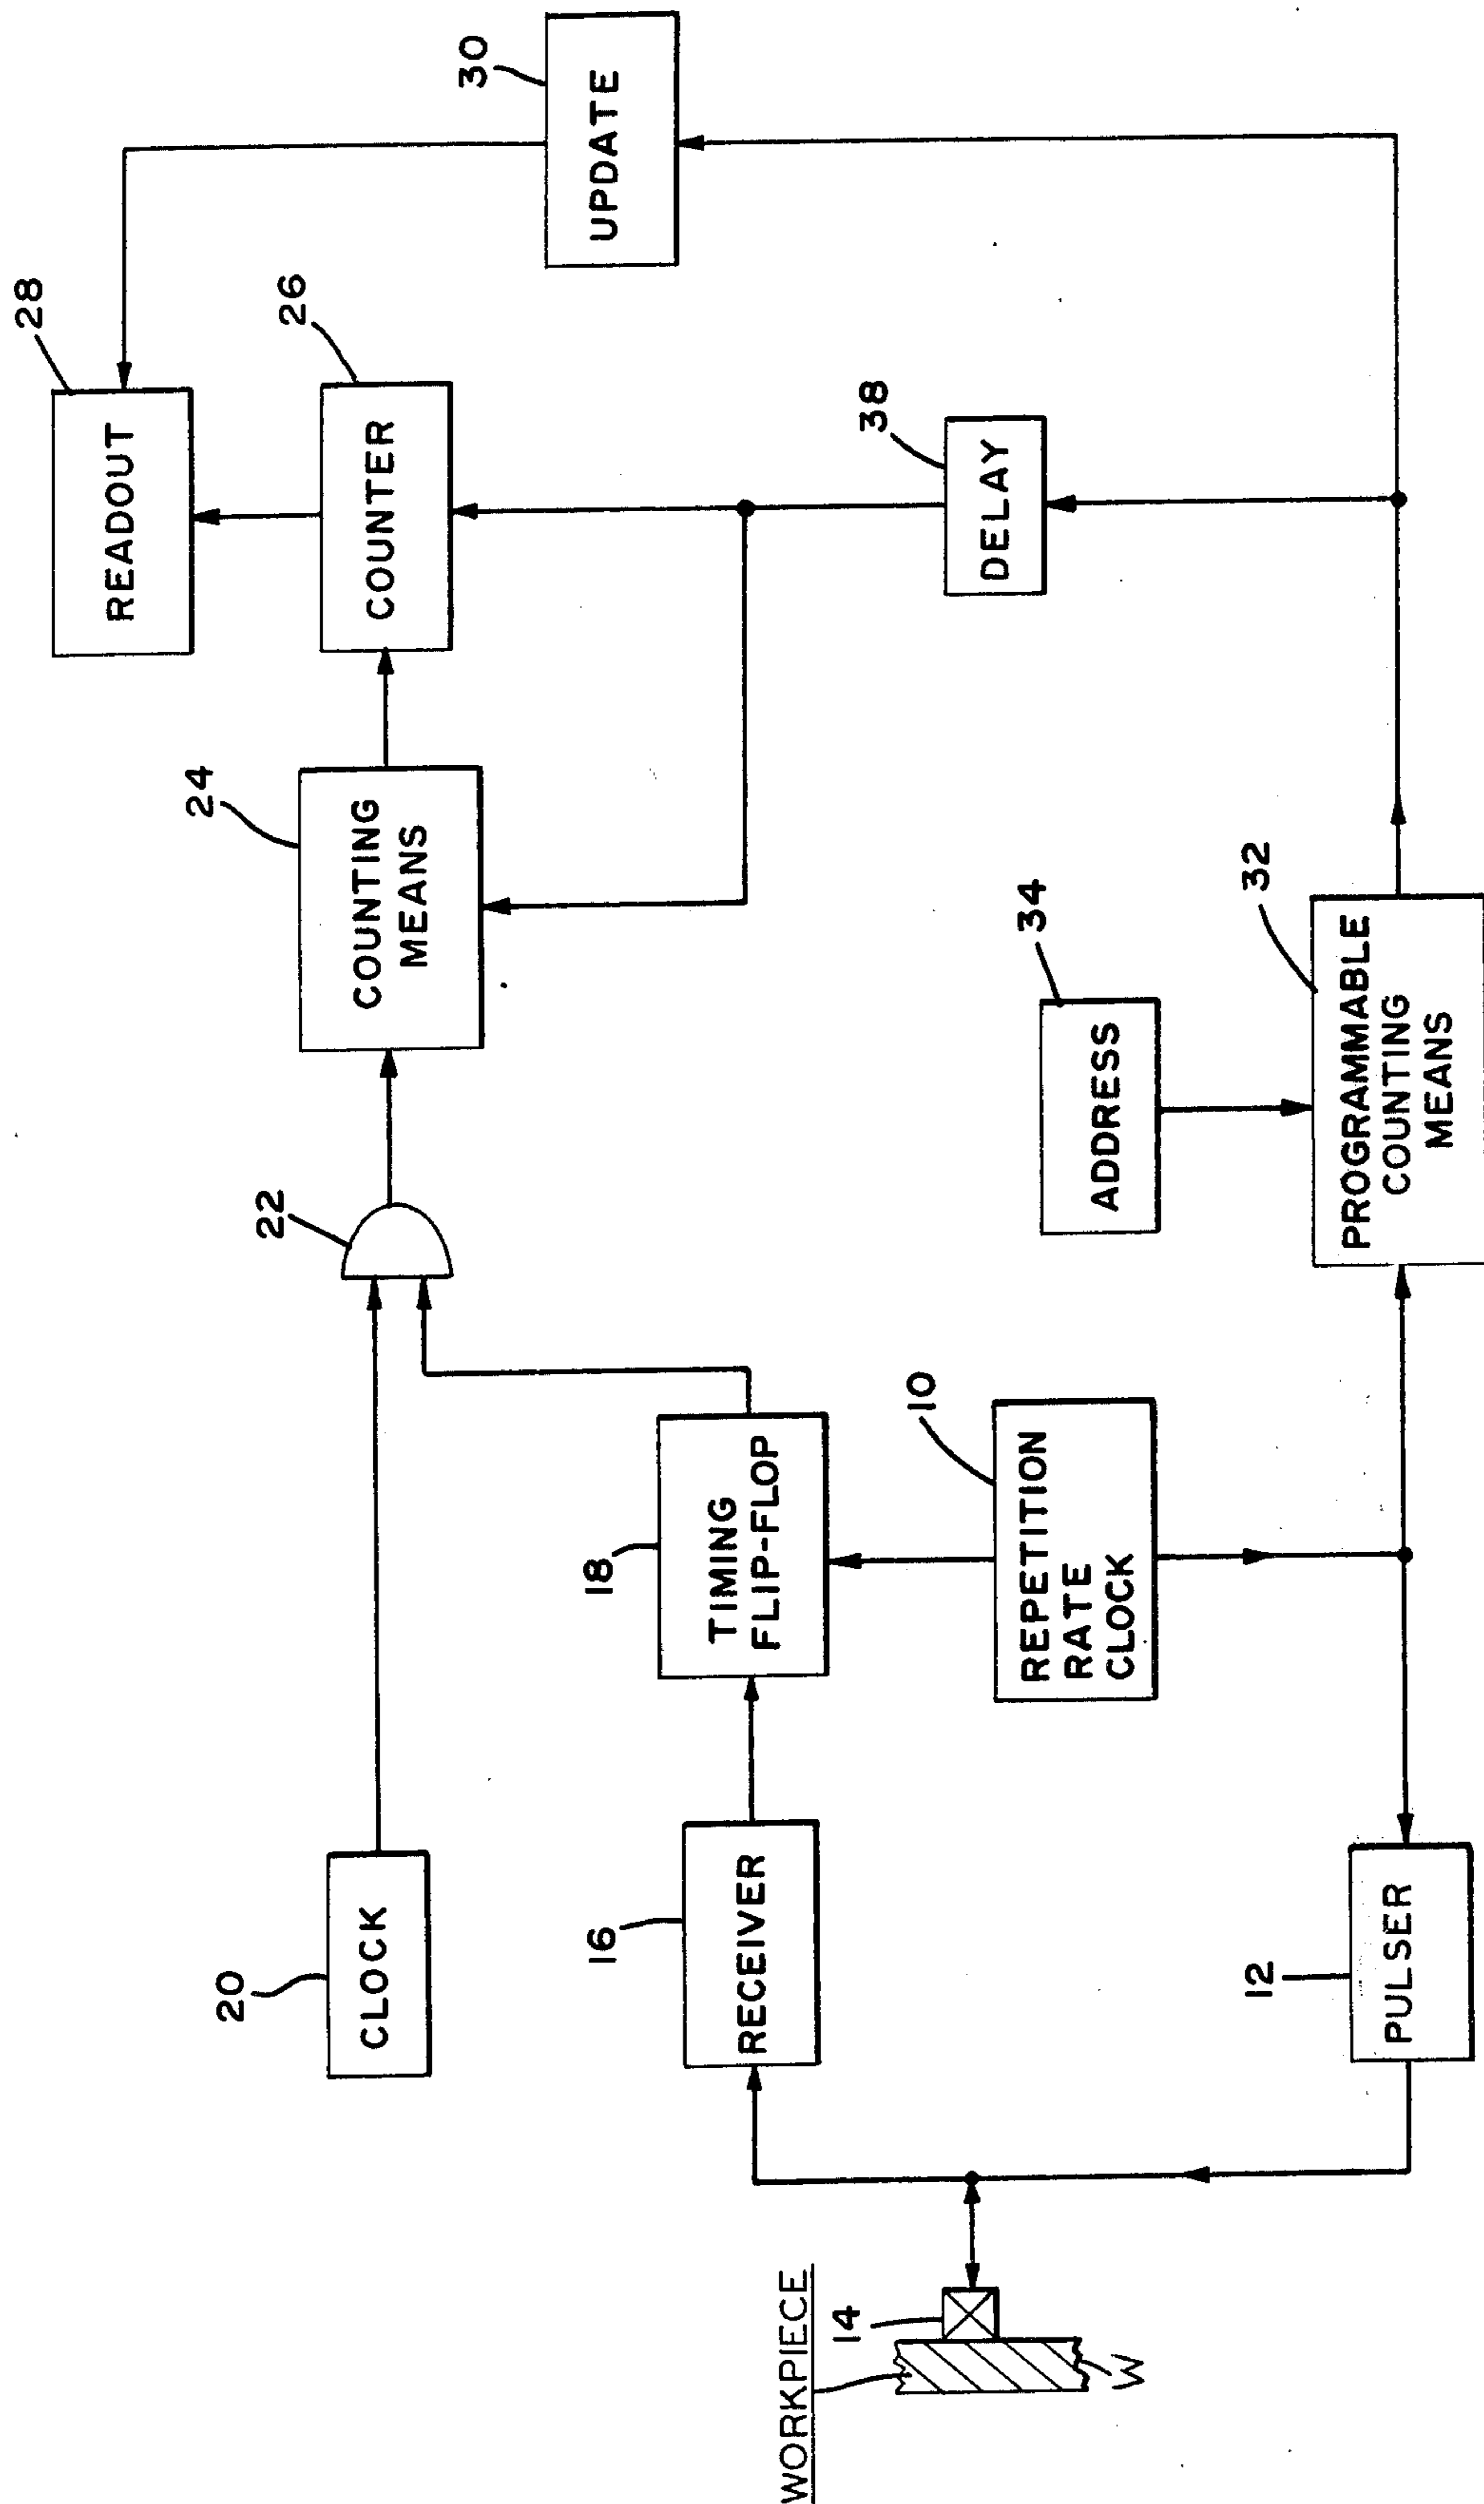 28
READOUT
30
UPDATE
26
COUNTER
24
COUNTING
MEANS
38
DELAY
22
20
CLOCK
18
TIMING
FLIP-FLOP
16
RECEIVER
34
ADDRESS
10
REPETITION
RATE
CLOCK
32
PROGRAMMABLE
COUNTING
MEANS
WORKPIECE
14
W
12
PULSER